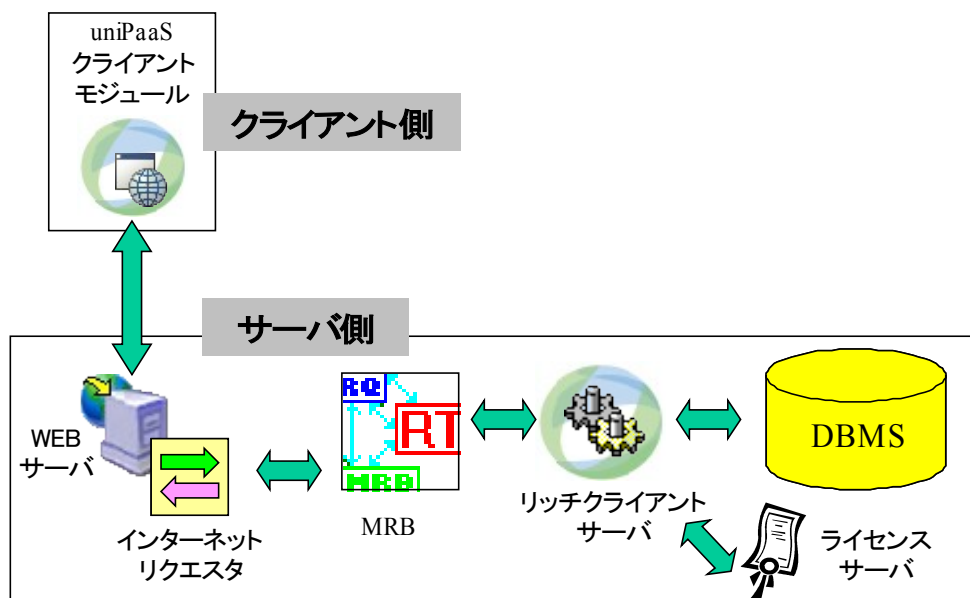 uniPaaS
クライアント
モジュール
クライアント側
サーバ側
WEB
サーバ
インターネット
リクエスタ
RQ
RT
MRB
MRB
リッチクライアント
サーバ
DBMS
ライセンス
サーバ